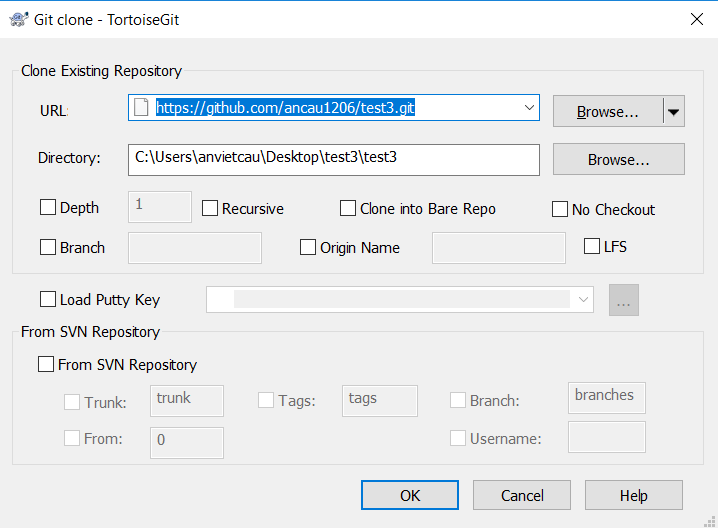 Git clone - TortoiseGit
Clone Existing Repository
URL: https://github.com/ancau1206/test3.git Browse...
Directory: C:\Users\anvietcau\Desktop\test3\test3 Browse...
Depth 1 Recursive Clone into Bare Repo No Checkout
Branch Origin Name LFS
Load Putty Key ...
From SVN Repository
From SVN Repository
Trunk: trunk Tags: tags Branch: branches
From: 0 Username:
OK Cancel Help